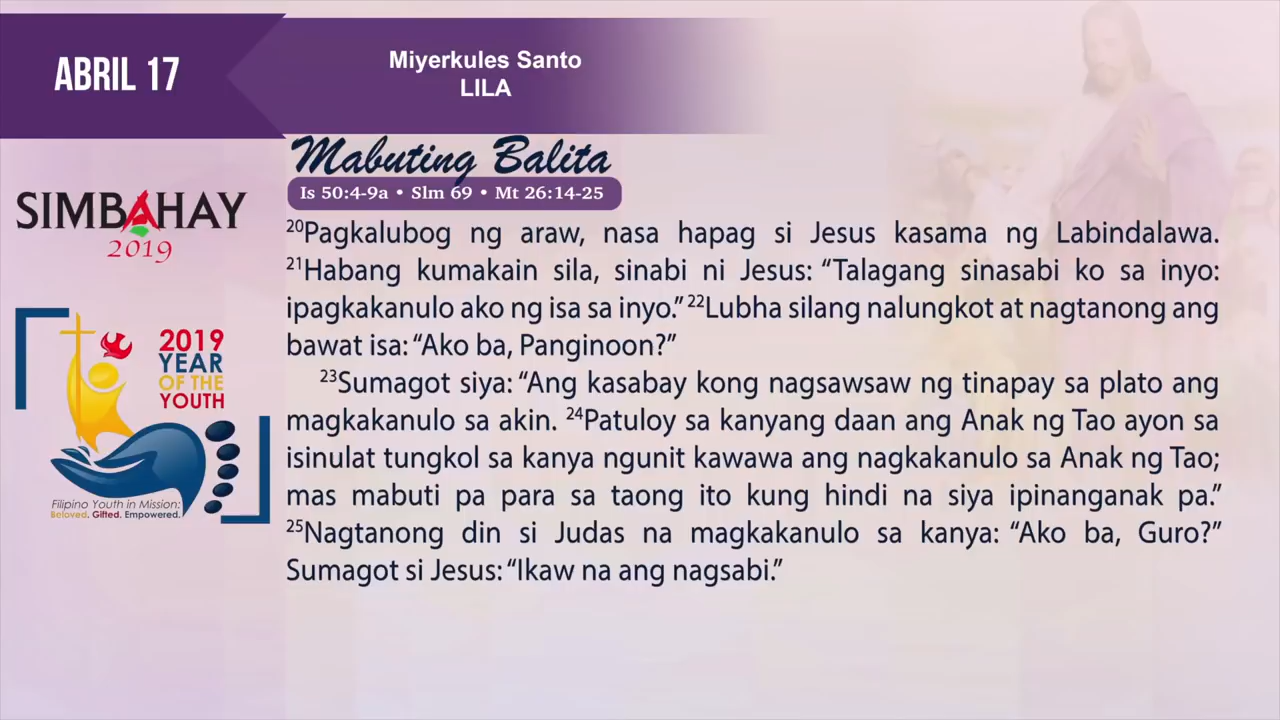 ABRIL 17
Miyerkules Santo
LILA
Mabuting Balita
Is 50:4-9a • Slm 69 • Mt 26:14-25
SIMBAHAY
2019
2019
YEAR
OF THE
YOUTH
Filipino Youth in Mission:
Beloved. Gifted. Empowered.
20Pagkalubog ng araw, nasa hapag si Jesus kasama ng Labindalawa.
21Habang kumakain sila, sinabi ni Jesus: “Talagang sinasabi ko sa inyo:
ipagkakanulo ako ng isa sa inyo.” 22Lubha silang nalungkot at nagtanong ang
bawat isa: “Ako ba, Panginoon?”
23Sumagot siya: “Ang kasabay kong nagsawsaw ng tinapay sa plato ang
magkakanulo sa akin. 24Patuloy sa kanyang daan ang Anak ng Tao ayon sa
isinulat tungkol sa kanya ngunit kawawa ang nagkakanulo sa Anak ng Tao;
mas mabuti pa para sa taong ito kung hindi na siya ipinanganak pa.”
25Nagtanong din si Judas na magkakanulo sa kanya: “Ako ba, Guro?”
Sumagot si Jesus: “Ikaw na ang nagsabi.”